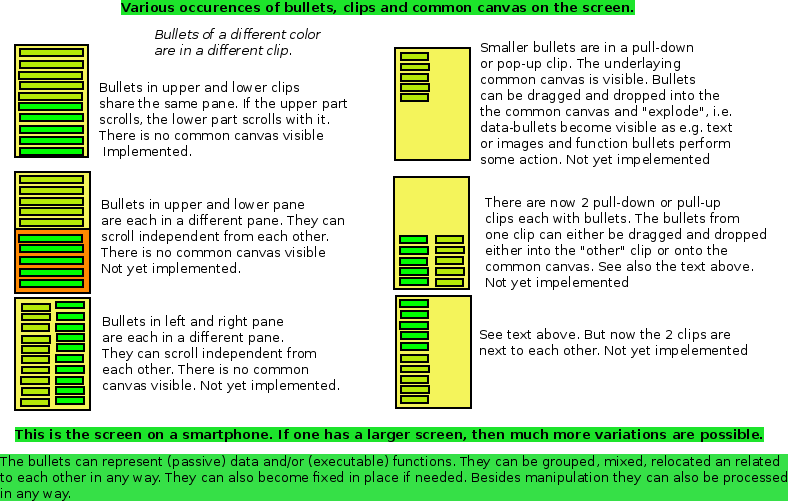 Various occurences of bullets, clips and common canvas on the screen.
Bullets of a different color
are in a different clip.
Bullets in upper and lower clips
share the same pane. If the upper part
scrolls, the lower part scrolls with it.
There is no common canvas visible
Implemented.
Smaller bullets are in a pull-down
or pop-up clip. The underlaying
common canvas is visible. Bullets
can be dragged and dropped into the
the common canvas and "explode", i.e.
data-bullets become visible as e.g. text
or images and function bullets perform
some action. Not yet impelemented
Bullets in upper and lower pane
are each in a different pane. They can
scroll independent from each other.
There is no common canvas visible
Not yet implemented.
There are now 2 pull-down or pull-up
clips each with bullets. The bullets from
one clip can either be dragged and dropped
either into the "other" clip or onto the
common canvas. See also the text above.
Not yet impelemented
Bullets in left and right pane
are each in a different pane.
They can scroll independent from
each other. There is no common
canvas visible. Not yet implemented.
See text above. But now the 2 clips are
next to each other. Not yet impelemented
This is the screen on a smartphone. If one has a larger screen, then much more variations are possible.
The bullets can represent (passive) data and/or (executable) functions. They can be grouped, mixed, relocated an related
to each other in any way. They can also become fixed in place if needed. Besides manipulation they can also be processed
in any way.